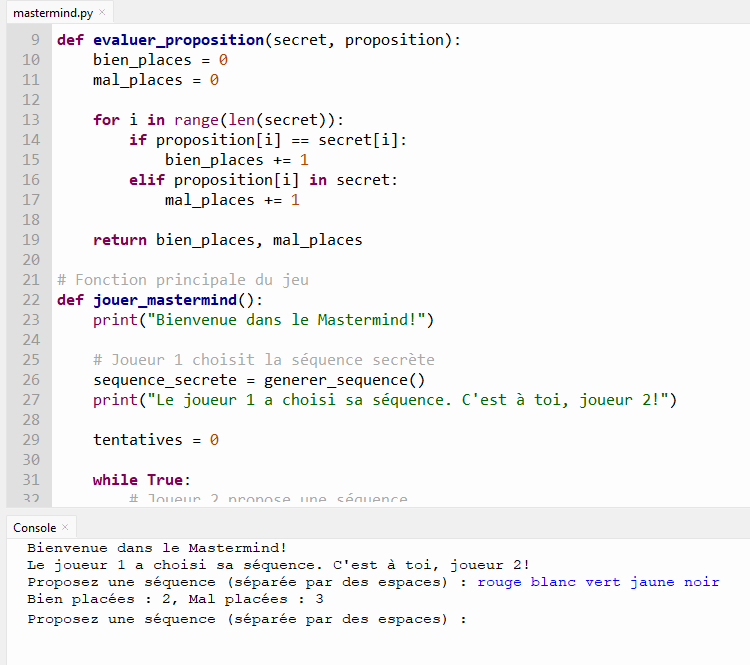 mastermind.py ×
9 def evaluer_proposition(secret, proposition):
10     bien_places = 0
11     mal_places = 0
12
13     for i in range(len(secret)):
14         if proposition[i] == secret[i]:
15             bien_places += 1
16         elif proposition[i] in secret:
17             mal_places += 1
18
19     return bien_places, mal_places
20
21 # Fonction principale du jeu
22 def jouer_mastermind():
23     print("Bienvenue dans le Mastermind!")
24
25     # Joueur 1 choisit la séquence secrète
26     sequence_secrete = generer_sequence()
27     print("Le joueur 1 a choisi sa séquence. C'est à toi, joueur 2!")
28
29     tentatives = 0
30
31     while True:
32         # Joueur 2 propose une séquence
Console ×
Bienvenue dans le Mastermind!
Le joueur 1 a choisi sa séquence. C'est à toi, joueur 2!
Proposez une séquence (séparée par des espaces) : rouge blanc vert jaune noir
Bien placées : 2, Mal placées : 3
Proposez une séquence (séparée par des espaces) :